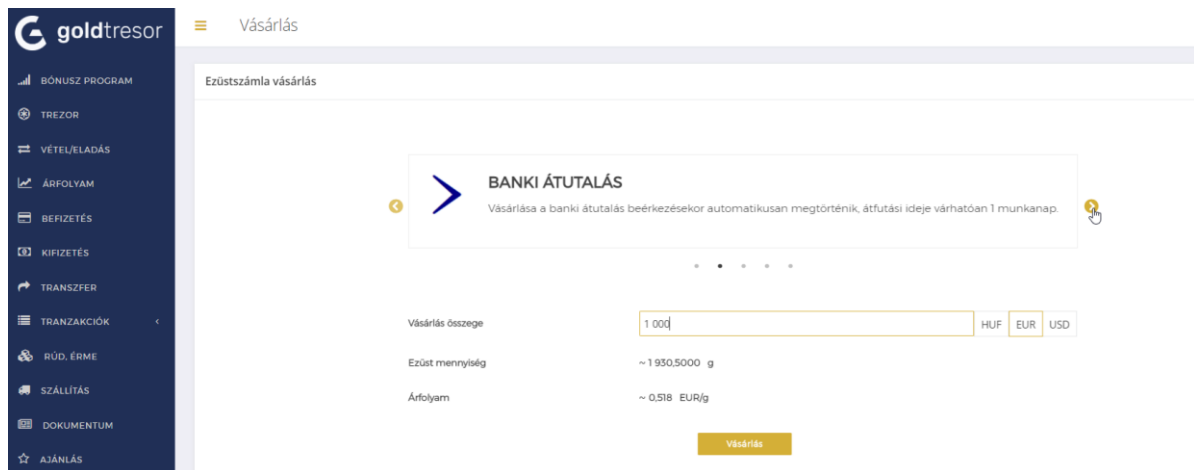 goldtresor
Vásárlás
BÓNUSZ PROGRAM
TREZOR
VÉTEL/ELADÁS
ÁRFOLYAM
BEFIZETÉS
KIFIZETÉS
TRANSZFER
TRANZAKCIÓK
RÚD, ÉRME
SZÁLLÍTÁS
DOKUMENTUM
AJÁNLÁS
Ezüstszámla vásárlás
BANKI ÁTUTALÁS
Vásárlása a banki átutalás beérkezésekor automatikusan megtörténik, átfutási ideje várhatóan 1 munkanap.
Vásárlás összege 1 000 HUF EUR USD
Ezüst mennyiség ~ 1 930,5000 g
Árfolyam ~ 0,518 EUR/g
Vásárlás